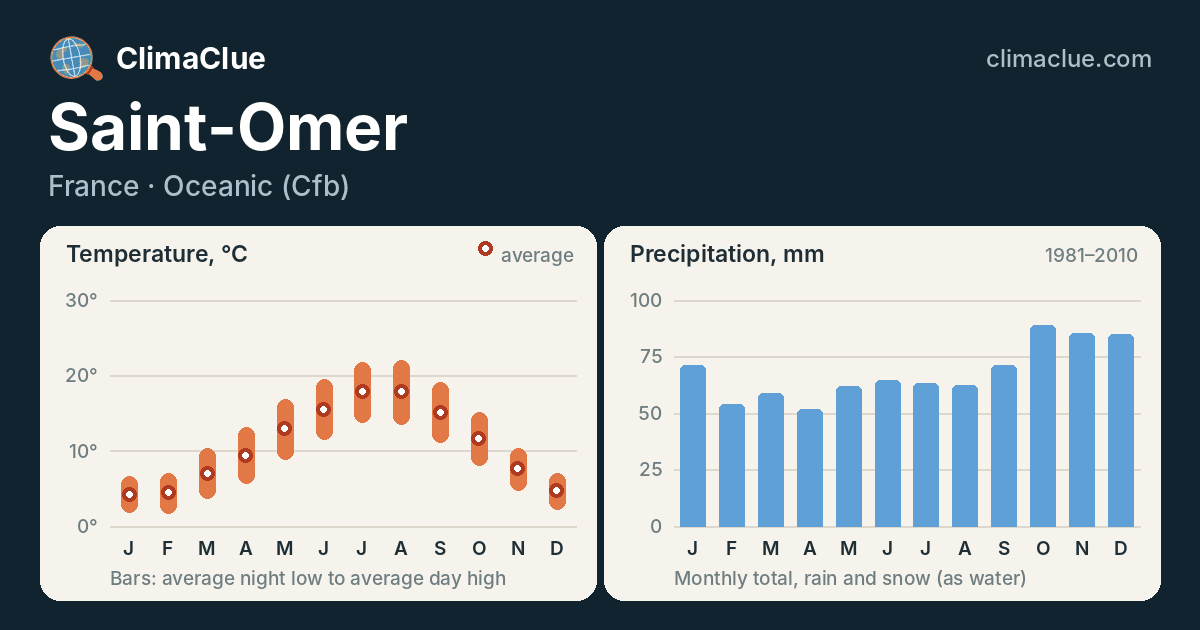 ClimaClue
climaclue.com
Saint-Omer
France · Oceanic (Cfb)
Temperature, °C
average
30°
20°
10°
0°
J F M A M J J A S O N D
Bars: average night low to average day high
Precipitation, mm
1981–2010
100
75
50
25
0
J F M A M J J A S O N D
Monthly total, rain and snow (as water)